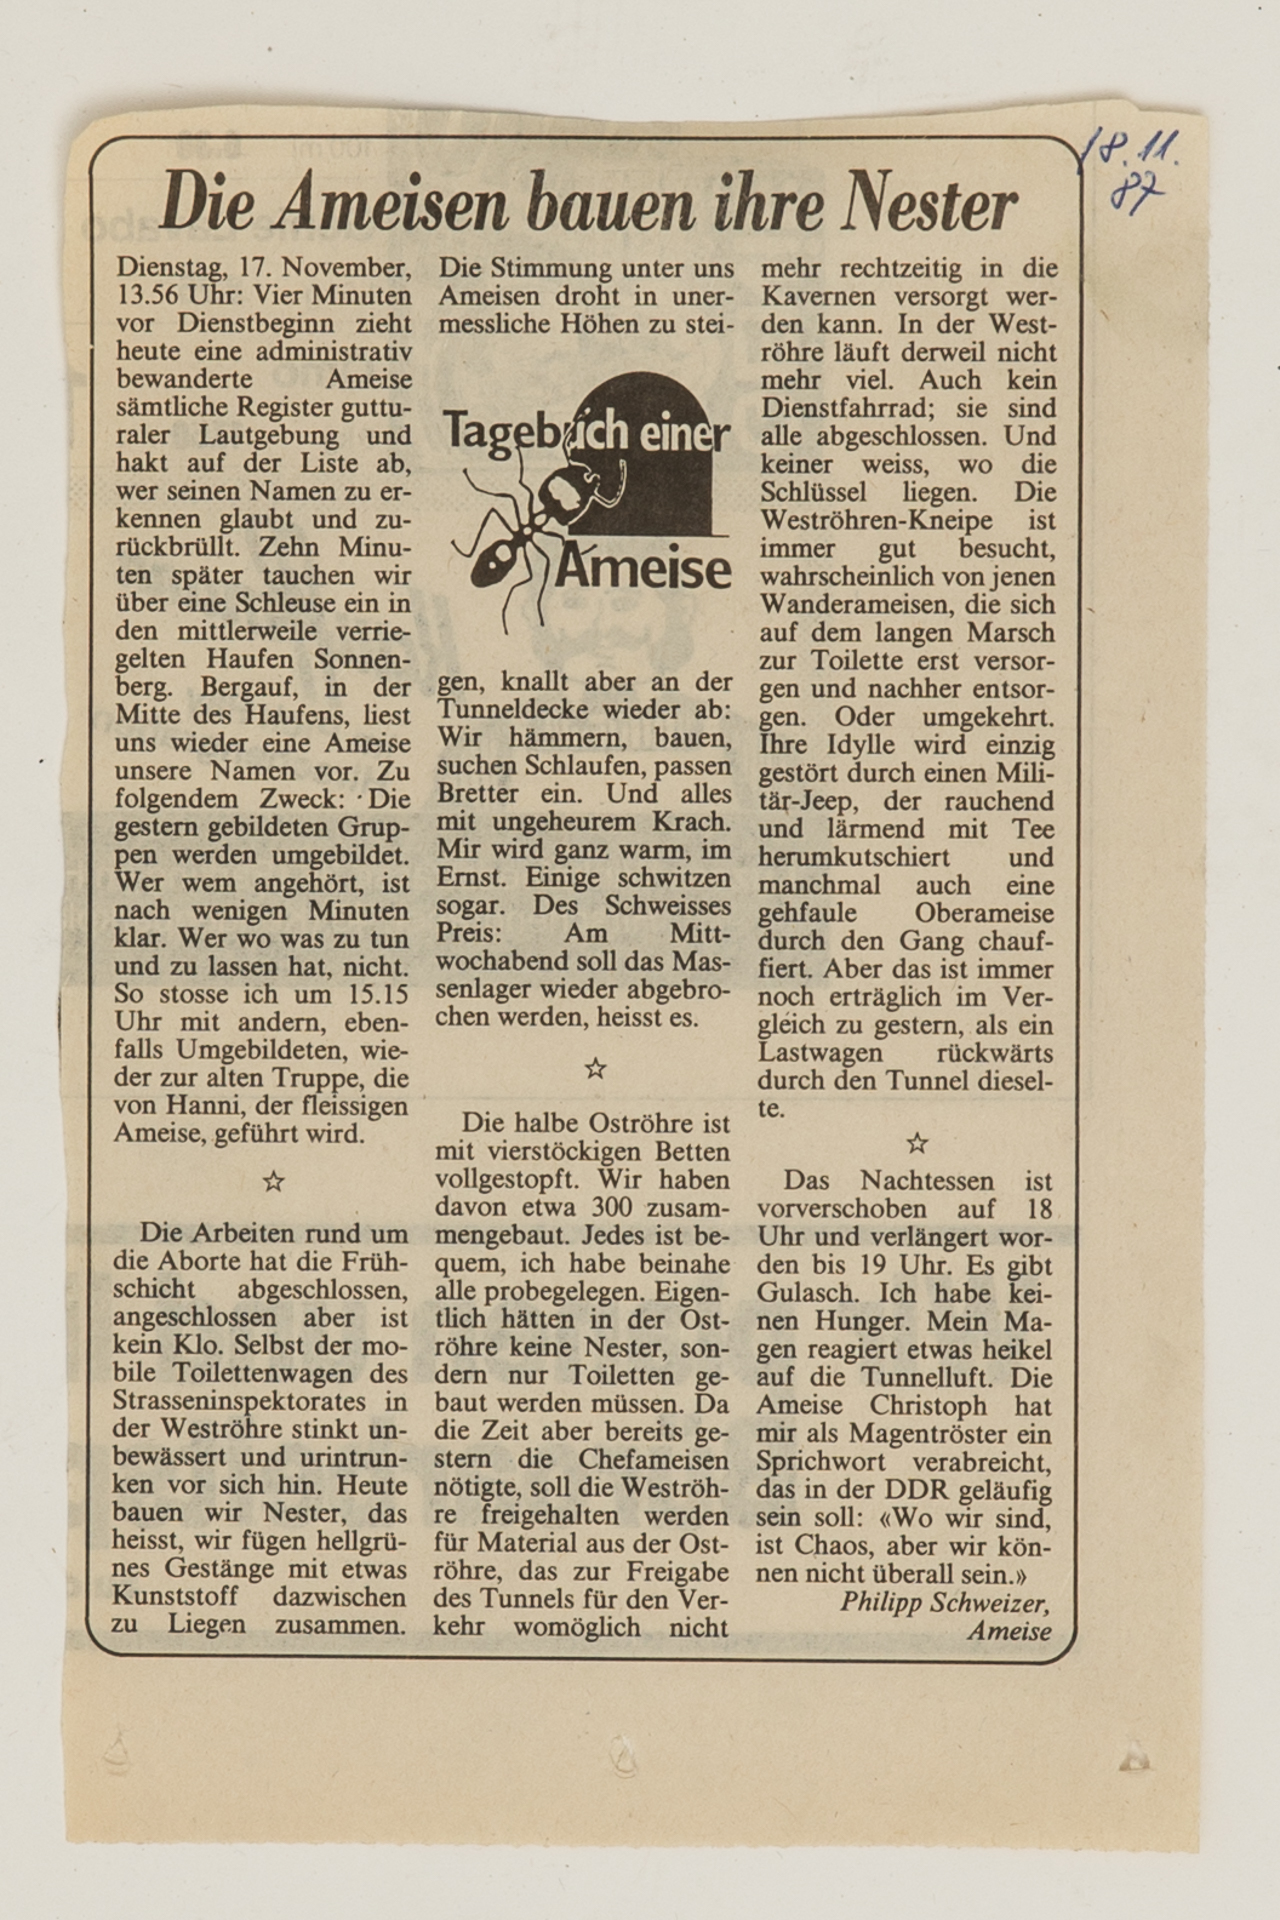 18.11.
87
Die Ameisen bauen ihre Nester
Dienstag, 17. November,
13.56 Uhr: Vier Minuten
vor Dienstbeginn zieht
heute eine administrativ
bewanderte Ameise
sämtliche Register guttu-
raler Lautgebung und
hakt auf der Liste ab,
wer seinen Namen zu er-
kennen glaubt und zu-
rückbrüllt. Zehn Minu-
ten später tauchen wir
über eine Schleuse ein in
den mittlerweile verrie-
gelten Haufen Sonnen-
berg. Bergauf, in der
Mitte des Haufens, liest
uns wieder eine Ameise
unsere Namen vor. Zu
folgendem Zweck: Die
gestern gebildeten Grup-
pen werden umgebildet.
Wer wem angehört, ist
nach wenigen Minuten
klar. Wer wo was zu tun
und zu lassen hat, nicht.
So stosse ich um 15.15
Uhr mit andern, eben-
falls Umgebildeten, wie-
der zur alten Truppe, die
von Hanni, der fleissigen
Ameise, geführt wird.
☆
Die Arbeiten rund um
die Aborte hat die Früh-
schicht abgeschlossen,
angeschlossen aber ist
kein Klo. Selbst der mo-
bile Toilettenwagen des
Strasseninspektorates in
der Weströhre stinkt un-
bewässert und urintrun-
ken vor sich hin. Heute
bauen wir Nester, das
heisst, wir fügen hellgrü-
nes Gestänge mit etwas
Kunststoff dazwischen
zu Liegen zusammen.
Die Stimmung unter uns
Ameisen droht in uner-
messliche Höhen zu stei-
Tagebuch einer
Ameise
gen, knallt aber an der
Tunneldecke wieder ab:
Wir hämmern, bauen,
suchen Schlaufen, passen
Bretter ein. Und alles
mit ungeheurem Krach.
Mir wird ganz warm, im
Ernst. Einige schwitzen
sogar. Des Schweisses
Preis: Am Mitt-
wochabend soll das Mas-
senlager wieder abgebro-
chen werden, heisst es.
☆
Die halbe Oströhre ist
mit vierstöckigen Betten
vollgestopft. Wir haben
davon etwa 300 zusam-
mengebaut. Jedes ist be-
quem, ich habe beinahe
alle probegelegen. Eigen-
tlich hätten in der Ost-
röhre keine Nester, son-
dern nur Toiletten ge-
baut werden müssen. Da
die Zeit aber bereits ge-
stern die Chefameisen
nötigte, soll die Weströh-
re freigehalten werden
für Material aus der Ost-
röhre, das zur Freigabe
des Tunnels für den Ver-
kehr womöglich nicht
mehr rechtzeitig in die
Kavernen versorgt wer-
den kann. In der West-
röhre läuft derweil nicht
mehr viel. Auch kein
Dienstfahrrad; sie sind
alle abgeschlossen. Und
keiner weiss, wo die
Schlüssel liegen. Die
Weströhren-Kneipe ist
immer gut besucht,
wahrscheinlich von jenen
Wanderameisen, die sich
auf dem langen Marsch
zur Toilette erst versor-
gen und nachher entsor-
gen. Oder umgekehrt.
Ihre Idylle wird einzig
gestört durch einen Mili-
tär-Jeep, der rauchend
und lärmend mit Tee
herumkutschiert und
manchmal auch eine
gehfaule Oberameise
durch den Gang chauf-
fiert. Aber das ist immer
noch erträglich im Ver-
gleich zu gestern, als ein
Lastwagen rückwärts
durch den Tunnel diesel-
te.
☆
Das Nachtessen ist
vorverschoben auf 18
Uhr und verlängert wor-
den bis 19 Uhr. Es gibt
Gulasch. Ich habe kei-
nen Hunger. Mein Ma-
gen reagiert etwas heikel
auf die Tunnelluft. Die
Ameise Christoph hat
mir als Magentröster ein
Sprichwort verabreicht,
das in der DDR geläufig
sein soll: «Wo wir sind,
ist Chaos, aber wir kön-
nen nicht überall sein.»
Philipp Schweizer,
Ameise